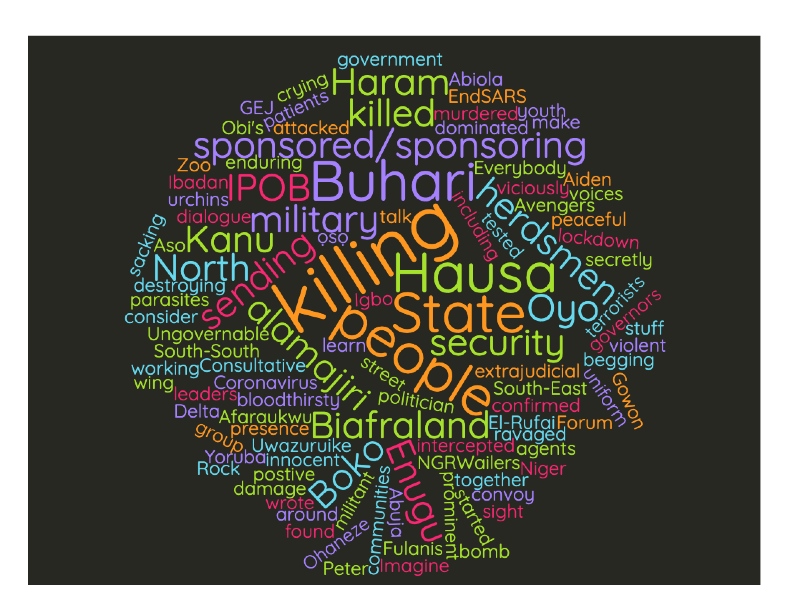 government
crying
Haram
Abiola
GEJ
patients
killed
EndSARS
murdered
youth
Obi's
attacked
dominated
make
sponsored/sponsoring
Zoo
enduring
Everybody
Ibadan
IPOB
Buhari
viciously
Aiden
voices
urchins
herdsmen
Avengers
dialogue
military
talk
including
tested
peaceful
sacking
Aso
Kanu
ọsọ
killing
lockdown
North
sending
Hausa
secretly
destroying
parasites
Igbo
State
Oyo
terrorists
governors
consider
alamajiri
people
security
stuff
Ungovernable
learn
violent
South-South
street
begging
working
Consultative
extrajudicial
wing
Coronavirus
politician
South-East
uniform
Gowon
leaders
bloodthirsty
confirmed
Delta
Afaraukwu
Biafraland
El-Rufai
Forum
group
presence
ravaged
Yoruba
Uwazuruike
Boko
Enugu
intercepted
agents
Rock
innocent
NGRWailers
Niger
postive
damage
militant
communities
Abuja
prominent
started
together
convoy
wrote
around
sight
found
Ohaneze
Fulanis
bomb
Peter
Imagine